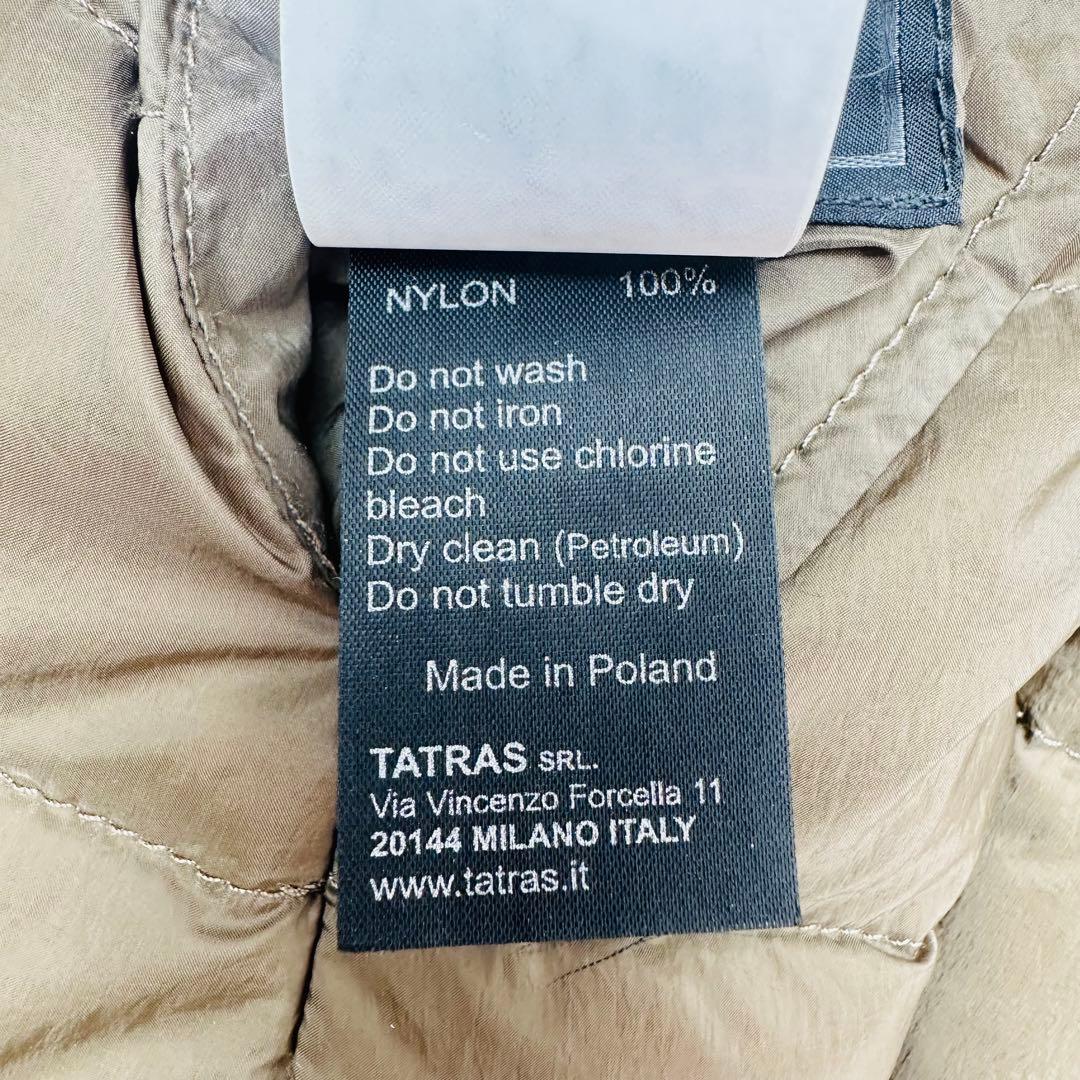 NYLON 100%
Do not wash
Do not iron
Do not use chlorine
bleach
Dry clean (Petroleum)
Do not tumble dry
Made in Poland
TATRAS SRL.
Via Vincenzo Forcella 11
20144 MILANO ITALY
www.tatras.it